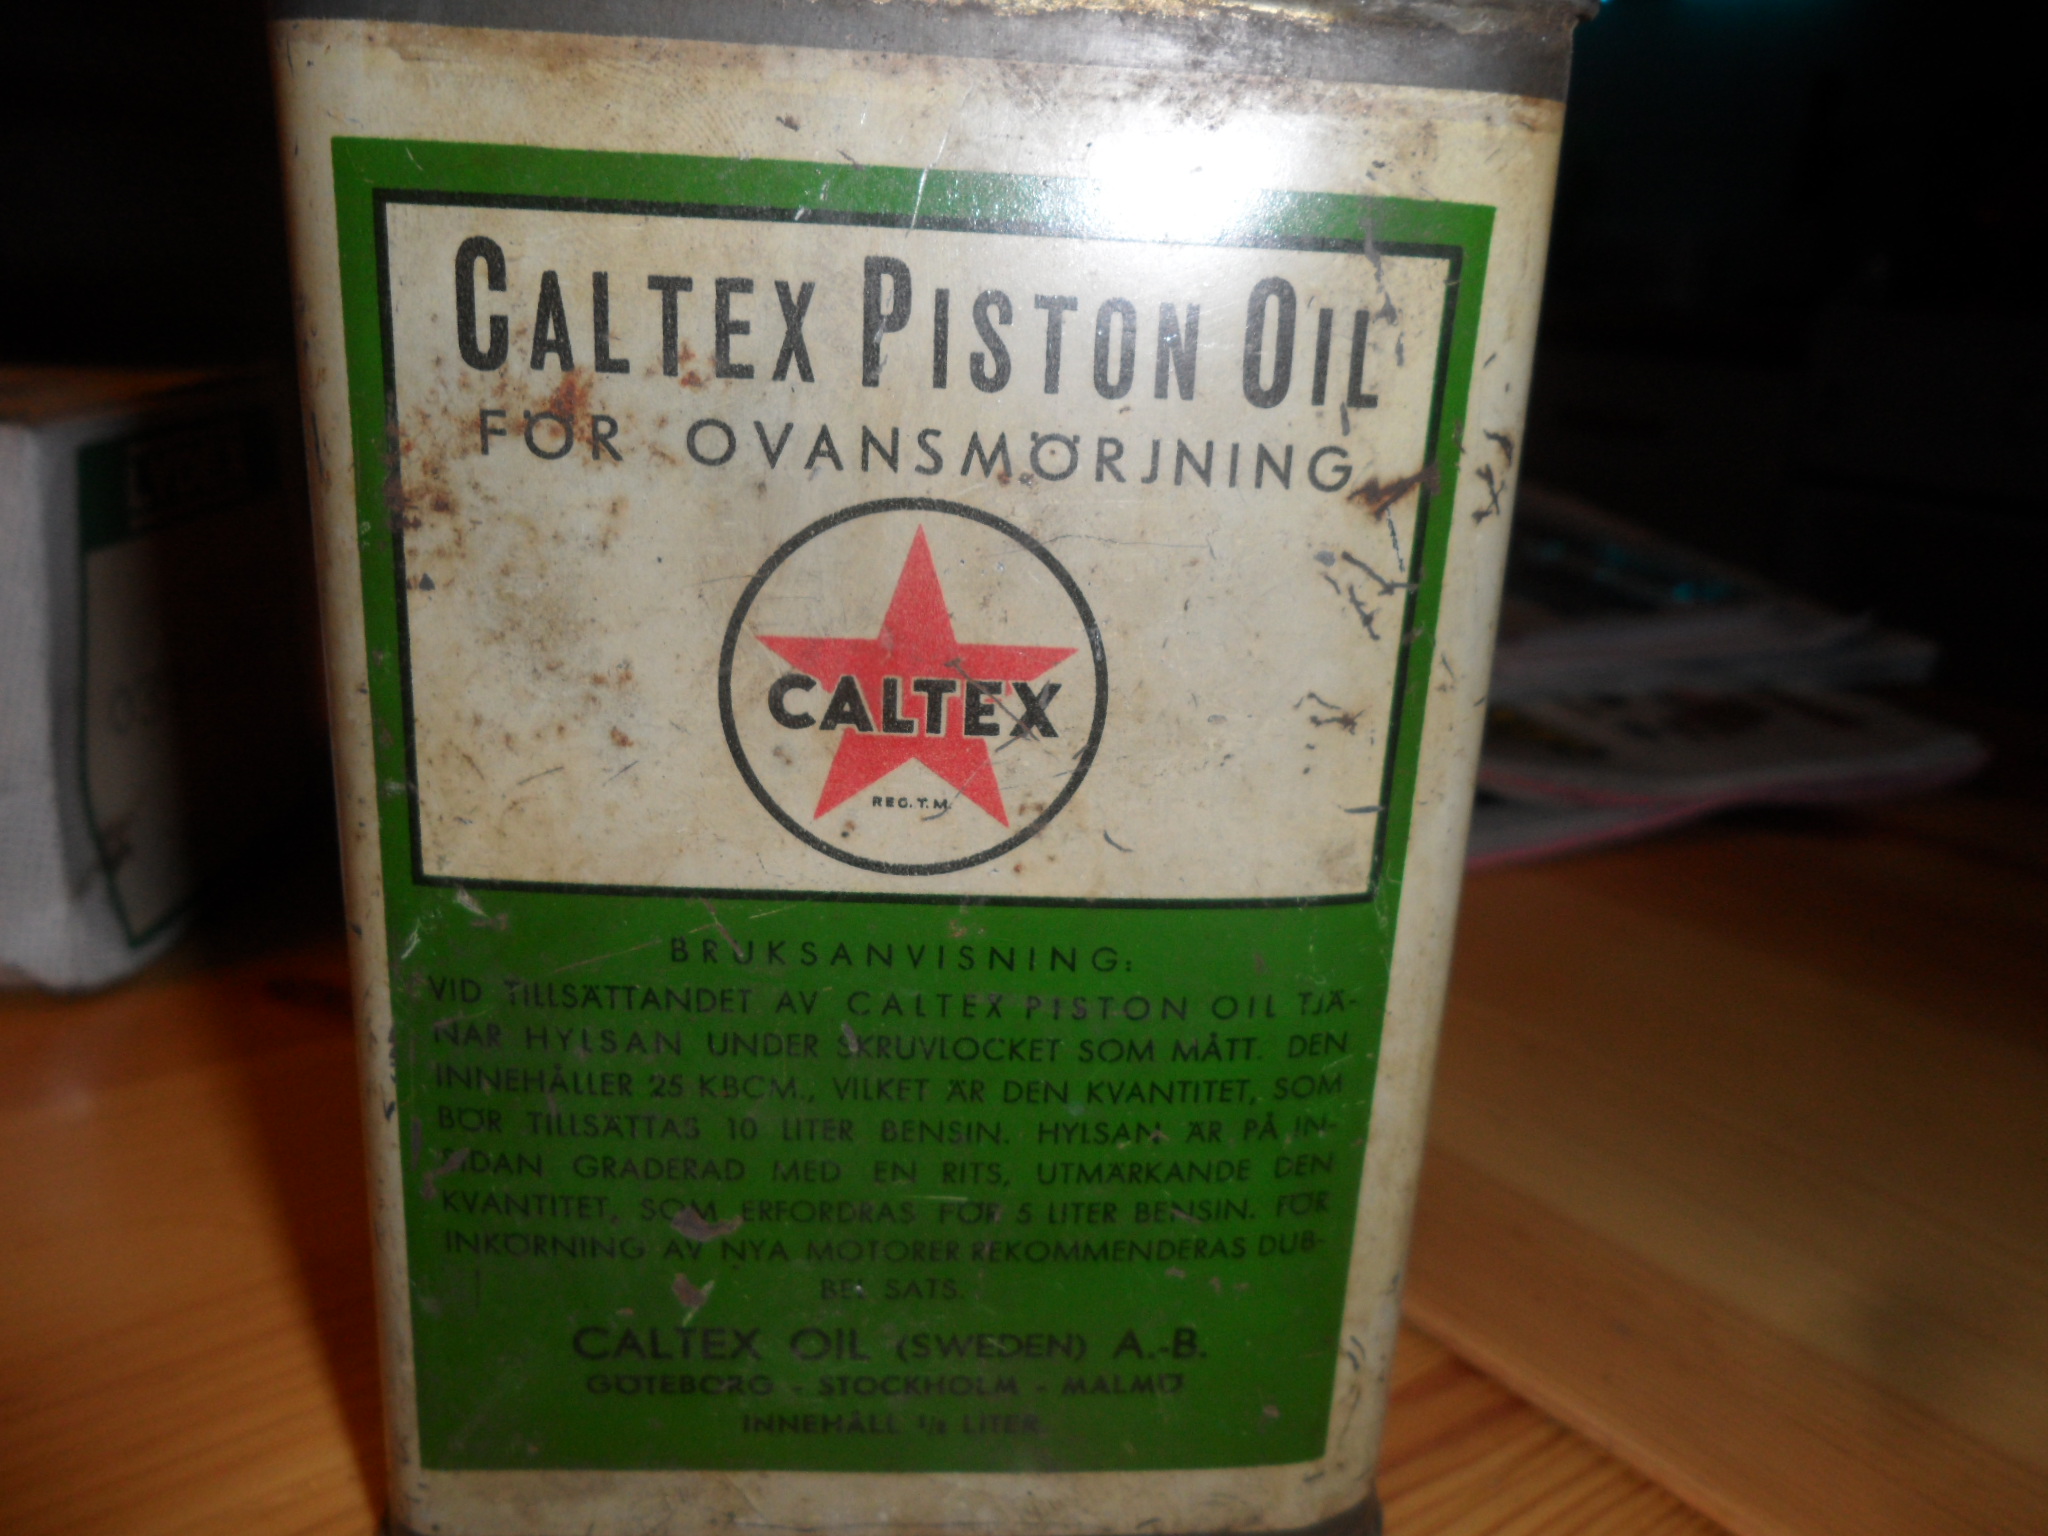 CALTEX PISTON OIL
FÖR OVANSMÖRJNING
CALTEX
REG. T. M.
BRUKSANVISNING:
VID TILLSÄTTANDET AV CALTEX PISTON OIL TJÄ-
NAR HYLSAN UNDER SKRUVLOCKET SOM MÅTT. DEN
INNEHÅLLER 25 KBCM., VILKET ÄR DEN KVANTITET, SOM
BÖR TILLSÄTTAS 10 LITER BENSIN. HYLSAN ÄR PÅ IN-
SIDAN GRADERAD MED EN RITS, UTMÄRKANDE DEN
KVANTITET, SOM ERFORDRAS FÖR 5 LITER BENSIN. FÖR
INKÖRNING AV NYA MOTORER REKOMMENDERAS DUB-
BEL SATS.
CALTEX OIL (SWEDEN) A.-B.
GÖTEBORG - STOCKHOLM - MALMÖ
INNEHÅLL 1/2 LITER.